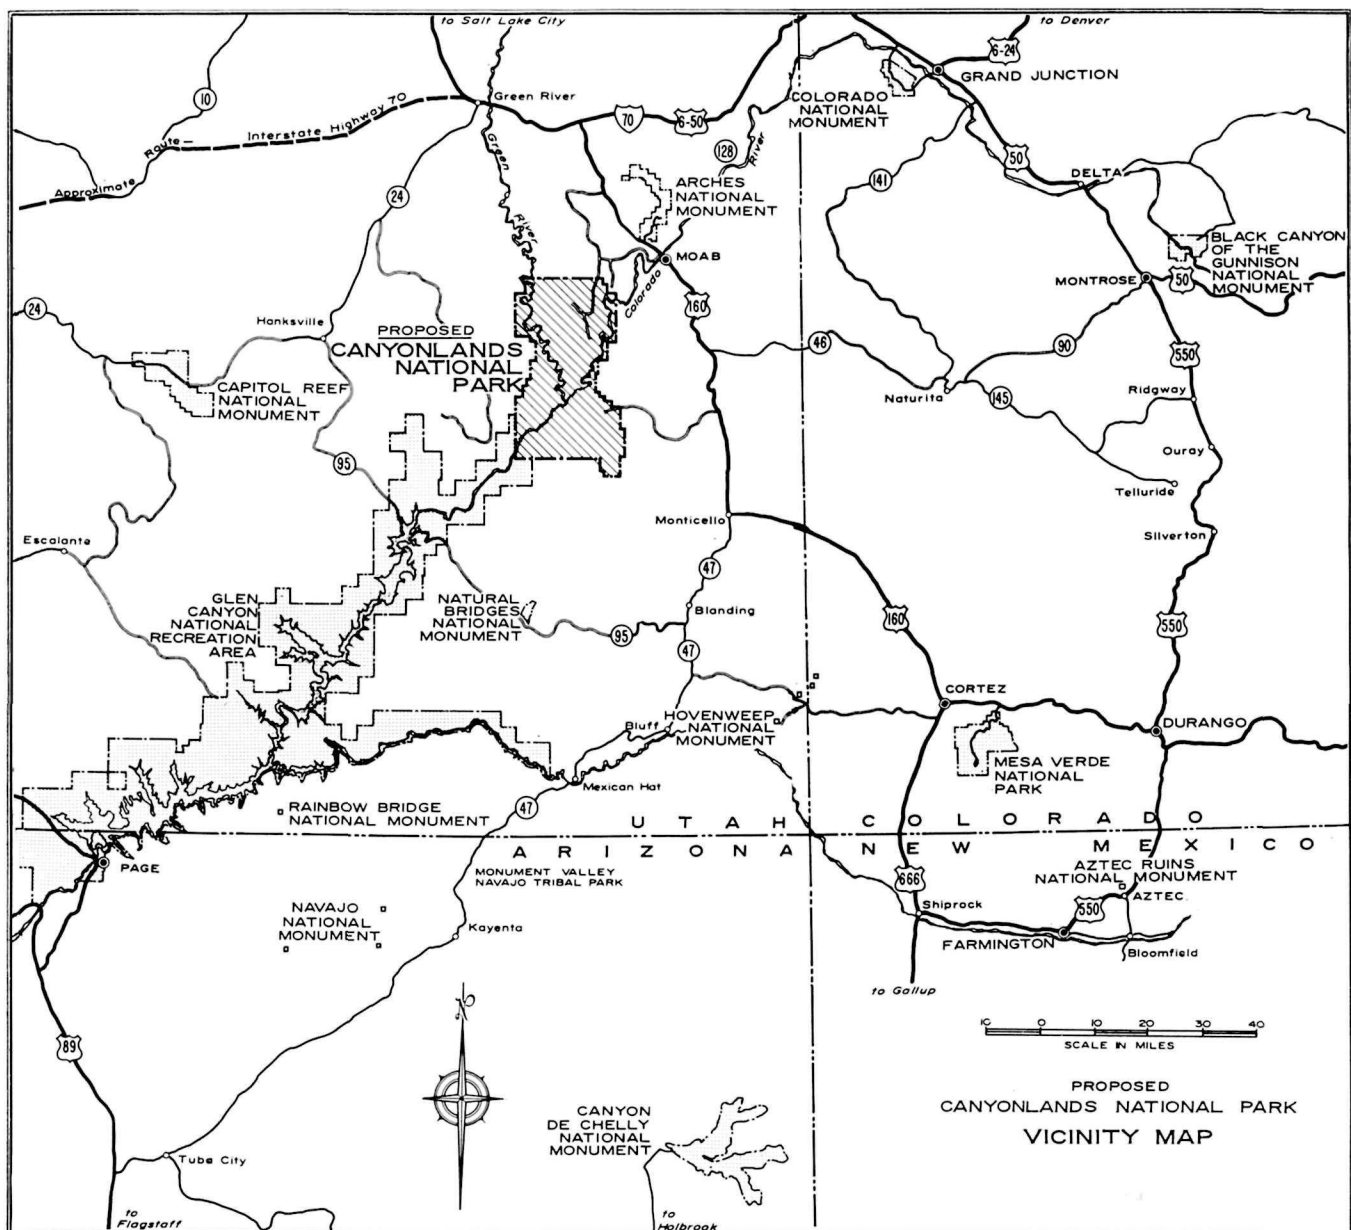 to Salt Lake City
to Denver
6-24
GRAND JUNCTION
10
Green River
COLORADO
NATIONAL
MONUMENT
Interstate Highway 70
Route
Approximate
70
6-50
128
River
Green
River
50
141
DELTA
ARCHES
NATIONAL
MONUMENT
24
BLACK CANYON
OF THE
GUNNISON
NATIONAL
MONUMENT
MOAB
MONTROSE
50
Colorado
160
24
Hanksville
PROPOSED
CANYONLANDS
NATIONAL
PARK
46
90
550
CAPITOL REEF
NATIONAL
MONUMENT
Naturita
145
Ridgway
Ouray
95
Telluride
Monticello
Silverton
Escalante
47
GLEN
CANYON
NATIONAL
RECREATION
AREA
NATURAL
BRIDGES
NATIONAL
MONUMENT
Blanding
160
95
550
47
CORTEZ
Bluff
HOVENWEEP
NATIONAL
MONUMENT
DURANGO
MESA VERDE
NATIONAL
PARK
Mexican Hat
RAINBOW BRIDGE
NATIONAL MONUMENT
47
UTAH
COLORADO
ARIZONA
NEW MEXICO
PAGE
MONUMENT VALLEY
NAVAJO TRIBAL PARK
AZTEC RUINS
NATIONAL MONUMENT
666
AZTEC
NAVAJO
NATIONAL
MONUMENT
Shiprock
550
Kayenta
FARMINGTON
Bloomfield
to Gallup
N
10 0 10 20 30 40
SCALE IN MILES
89
PROPOSED
CANYONLANDS NATIONAL PARK
VICINITY MAP
CANYON
DE CHELLY
NATIONAL
MONUMENT
Tuba City
to
Flagstaff
to
Holbrook